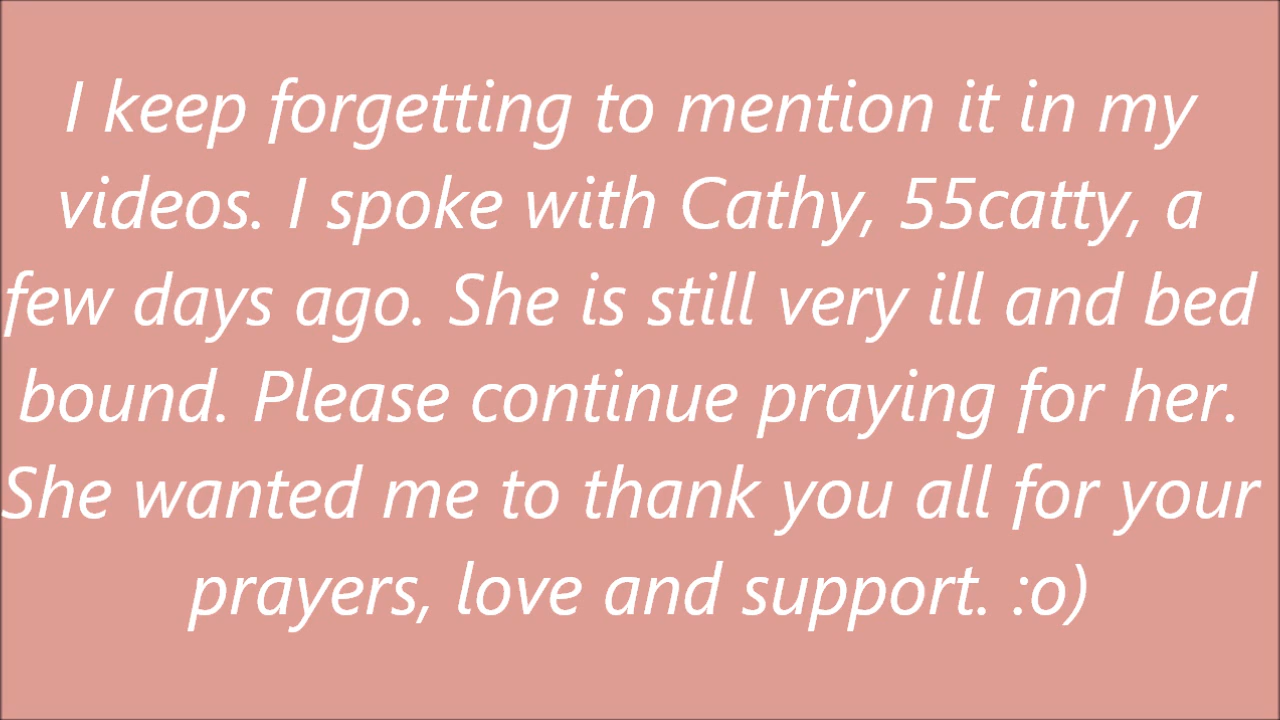 I keep forgetting to mention it in my
videos. I spoke with Cathy, 55catty, a
few days ago. She is still very ill and bed
bound. Please continue praying for her.
She wanted me to thank you all for your
prayers, love and support. :o)